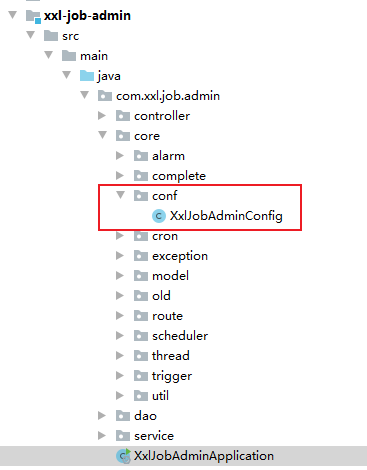 xxl-job-admin
src
main
java
com.xxl.job.admin
controller
core
alarm
complete
conf
C XxlJobAdminConfig
cron
exception
model
old
route
scheduler
thread
trigger
util
dao
service
C XxlJobAdminApplication